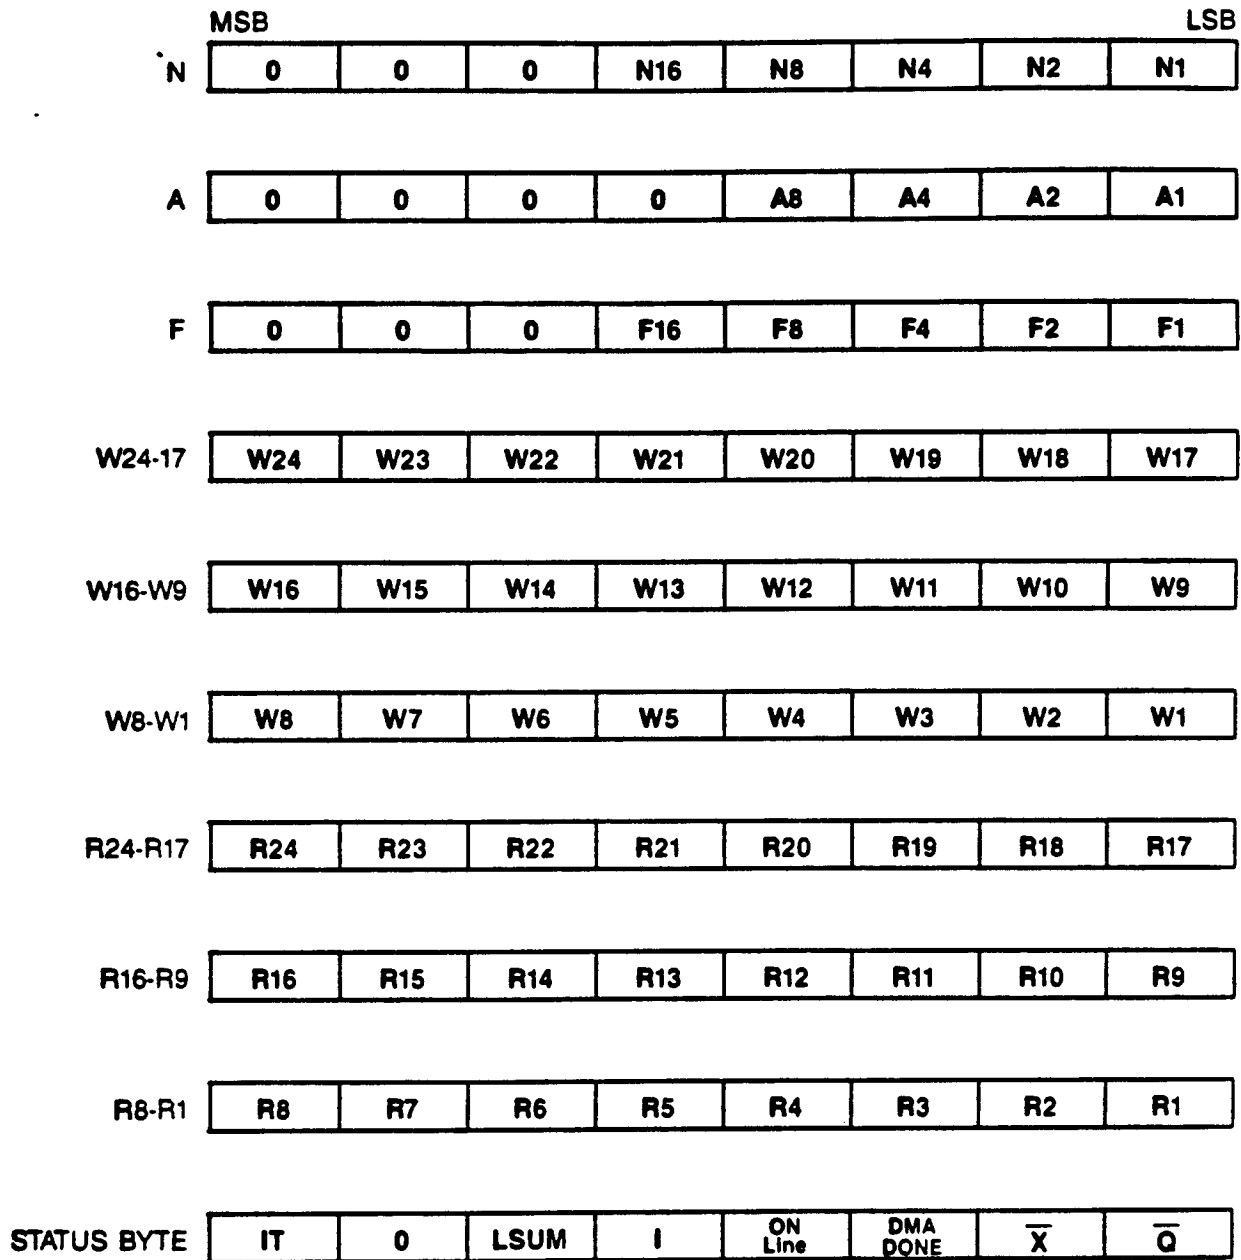 MSB LSB
N 0 0 0 N16 N8 N4 N2 N1
A 0 0 0 0 A8 A4 A2 A1
F 0 0 0 F16 F8 F4 F2 F1
W24-17 W24 W23 W22 W21 W20 W19 W18 W17
W16-W9 W16 W15 W14 W13 W12 W11 W10 W9
W8-W1 W8 W7 W6 W5 W4 W3 W2 W1
R24-R17 R24 R23 R22 R21 R20 R19 R18 R17
R16-R9 R16 R15 R14 R13 R12 R11 R10 R9
R8-R1 R8 R7 R6 R5 R4 R3 R2 R1
STATUS BYTE IT 0 LSUM I ON Line DMA DONE X̅ Q̅